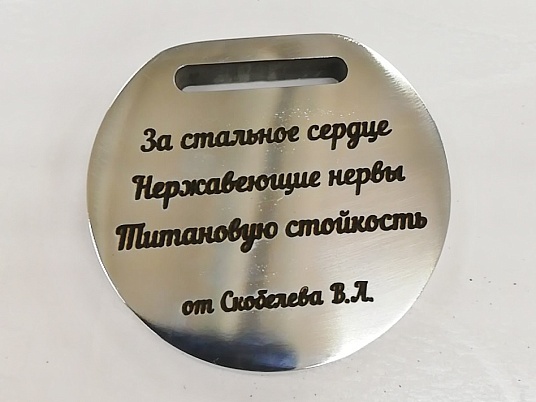 За стальное сердце
Нержавеющие нервы
Титановую стойкость
от Скобелева В.А.